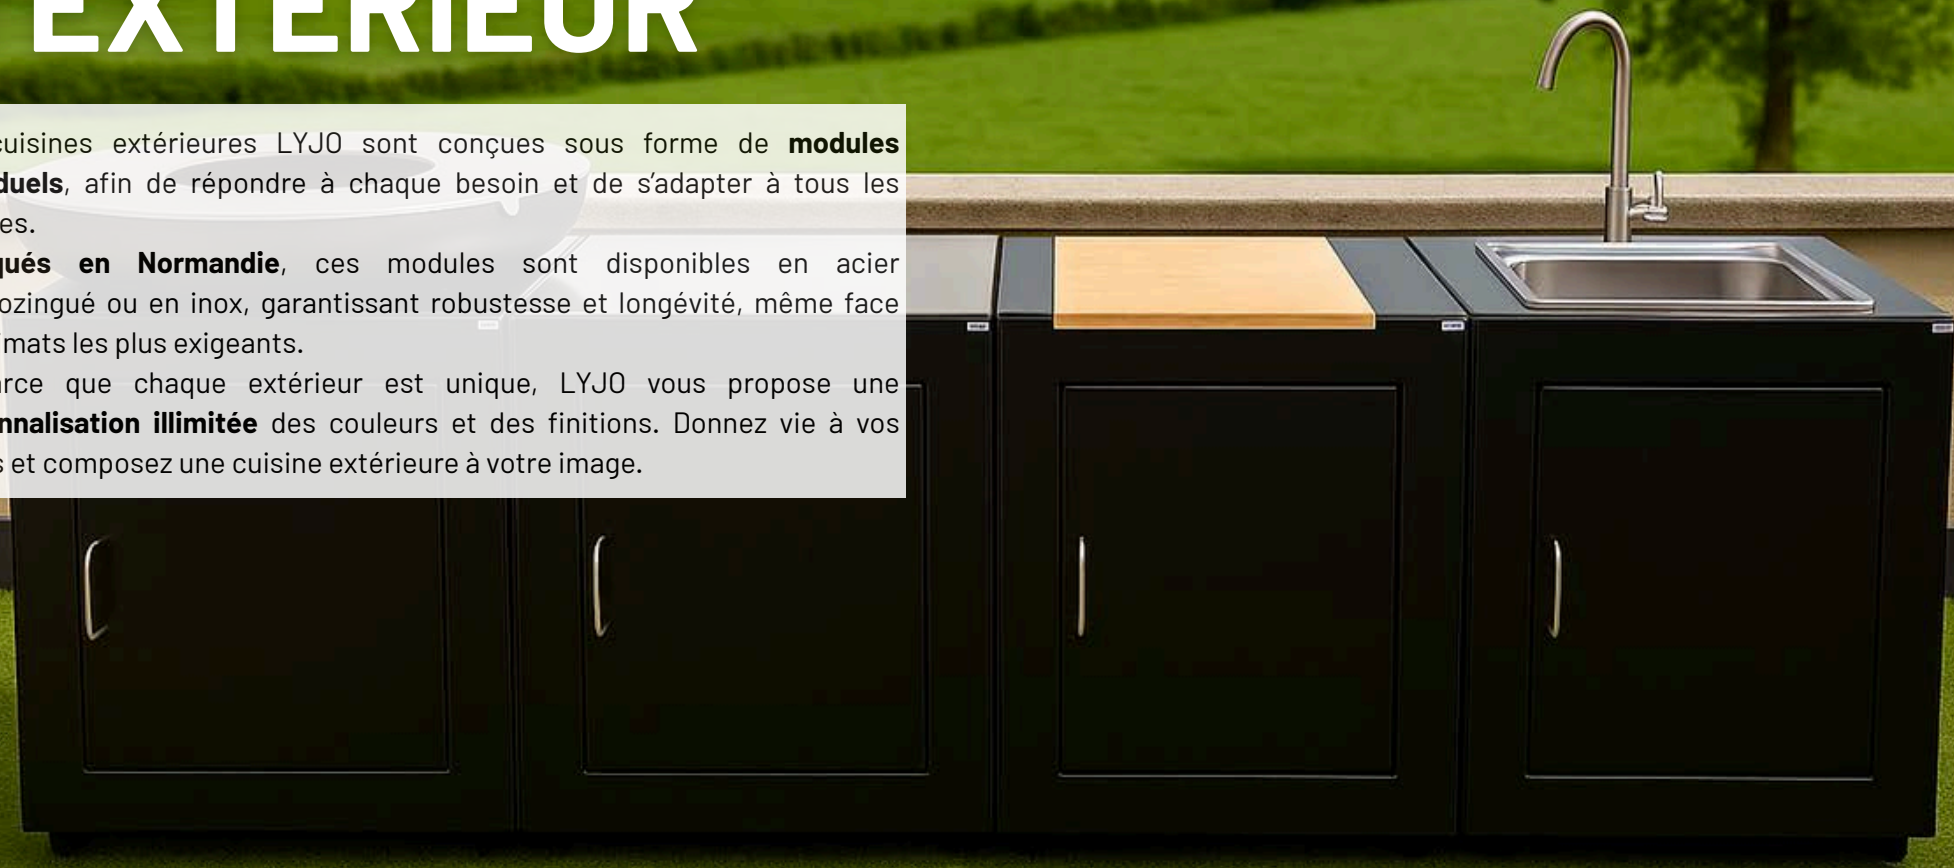 EXTÉRIEUR
cuisines extérieures LYJO sont conçues sous forme de modules
duels, afin de répondre à chaque besoin et de s'adapter à tous les
es.
qués en Normandie, ces modules sont disponibles en acier
ozingué ou en inox, garantissant robustesse et longévité, même face
mats les plus exigeants.
rce que chaque extérieur est unique, LYJO vous propose une
nnalisation illimitée des couleurs et des finitions. Donnez vie à vos
s et composez une cuisine extérieure à votre image.